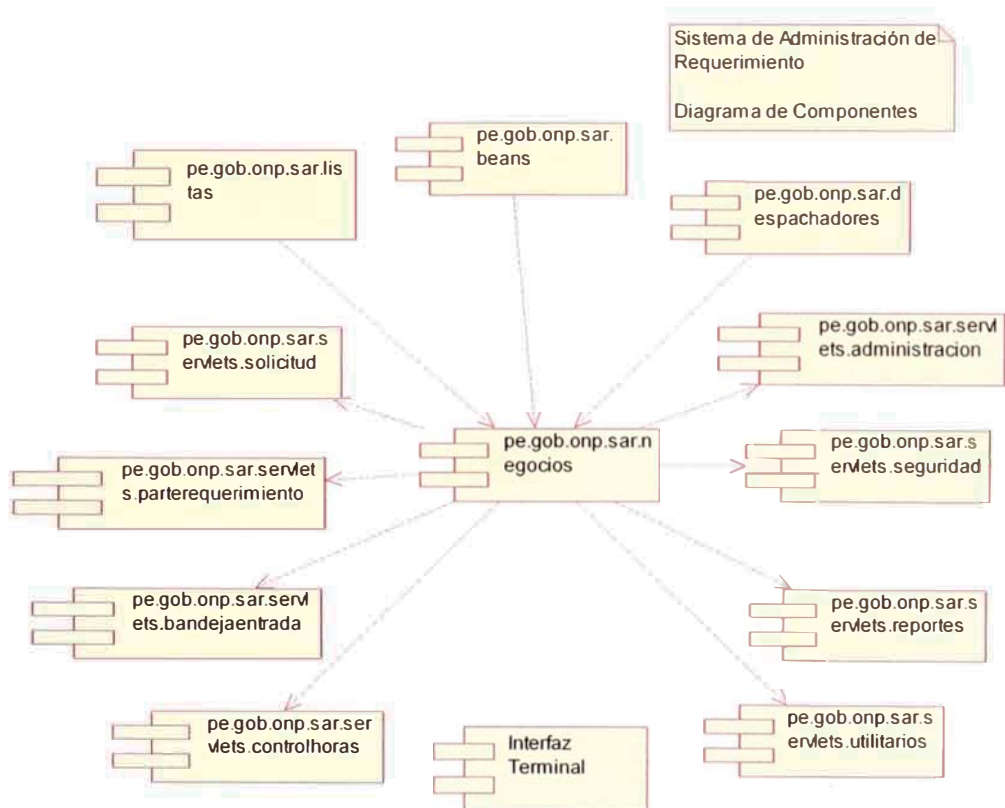 Sistema de Administración de
Requerimiento
Diagrama de Componentes
pe.gob.onp.sar.
beans
pe.gob.onp.sar.lis
tas
pe.gob.onp.sar.d
espachadores
pe.gob.onp.sar.s
ervlets.solicitud
pe.gob.onp.sar.servl
ets.administracion
pe.gob.onp.sar.n
egocios
pe.gob.onp.sar.s
ervlets.seguridad
pe.gob.onp.sar.servlet
s.parterequerimiento
pe.gob.onp.sar.servl
ets.bandejaentrada
pe.gob.onp.sar.s
ervlets.reportes
pe.gob.onp.sar.ser
vlets.controlhoras
Interfaz
Terminal
pe.gob.onp.sar.s
ervlets.utilitarios